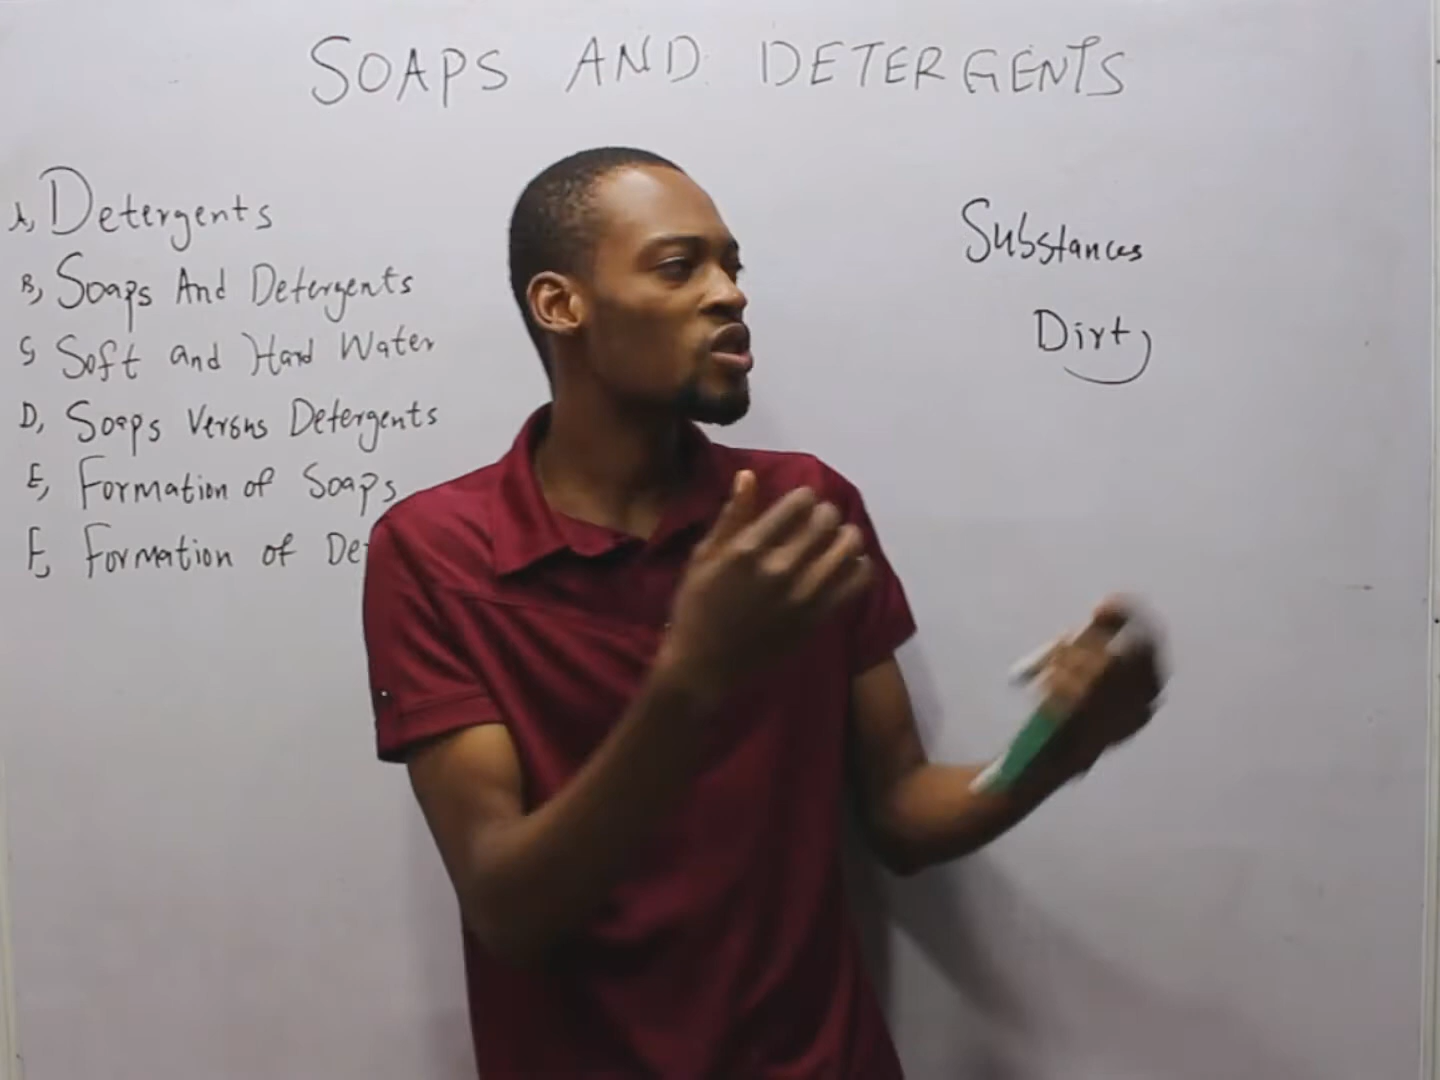 SOAPS AND DETERGENTS
A, Detergents
B, Soaps And Detergents
C, Soft and Hard Water
D, Soaps Versus Detergents
E, Formation of Soaps
F, Formation of De
Substances
Dirt